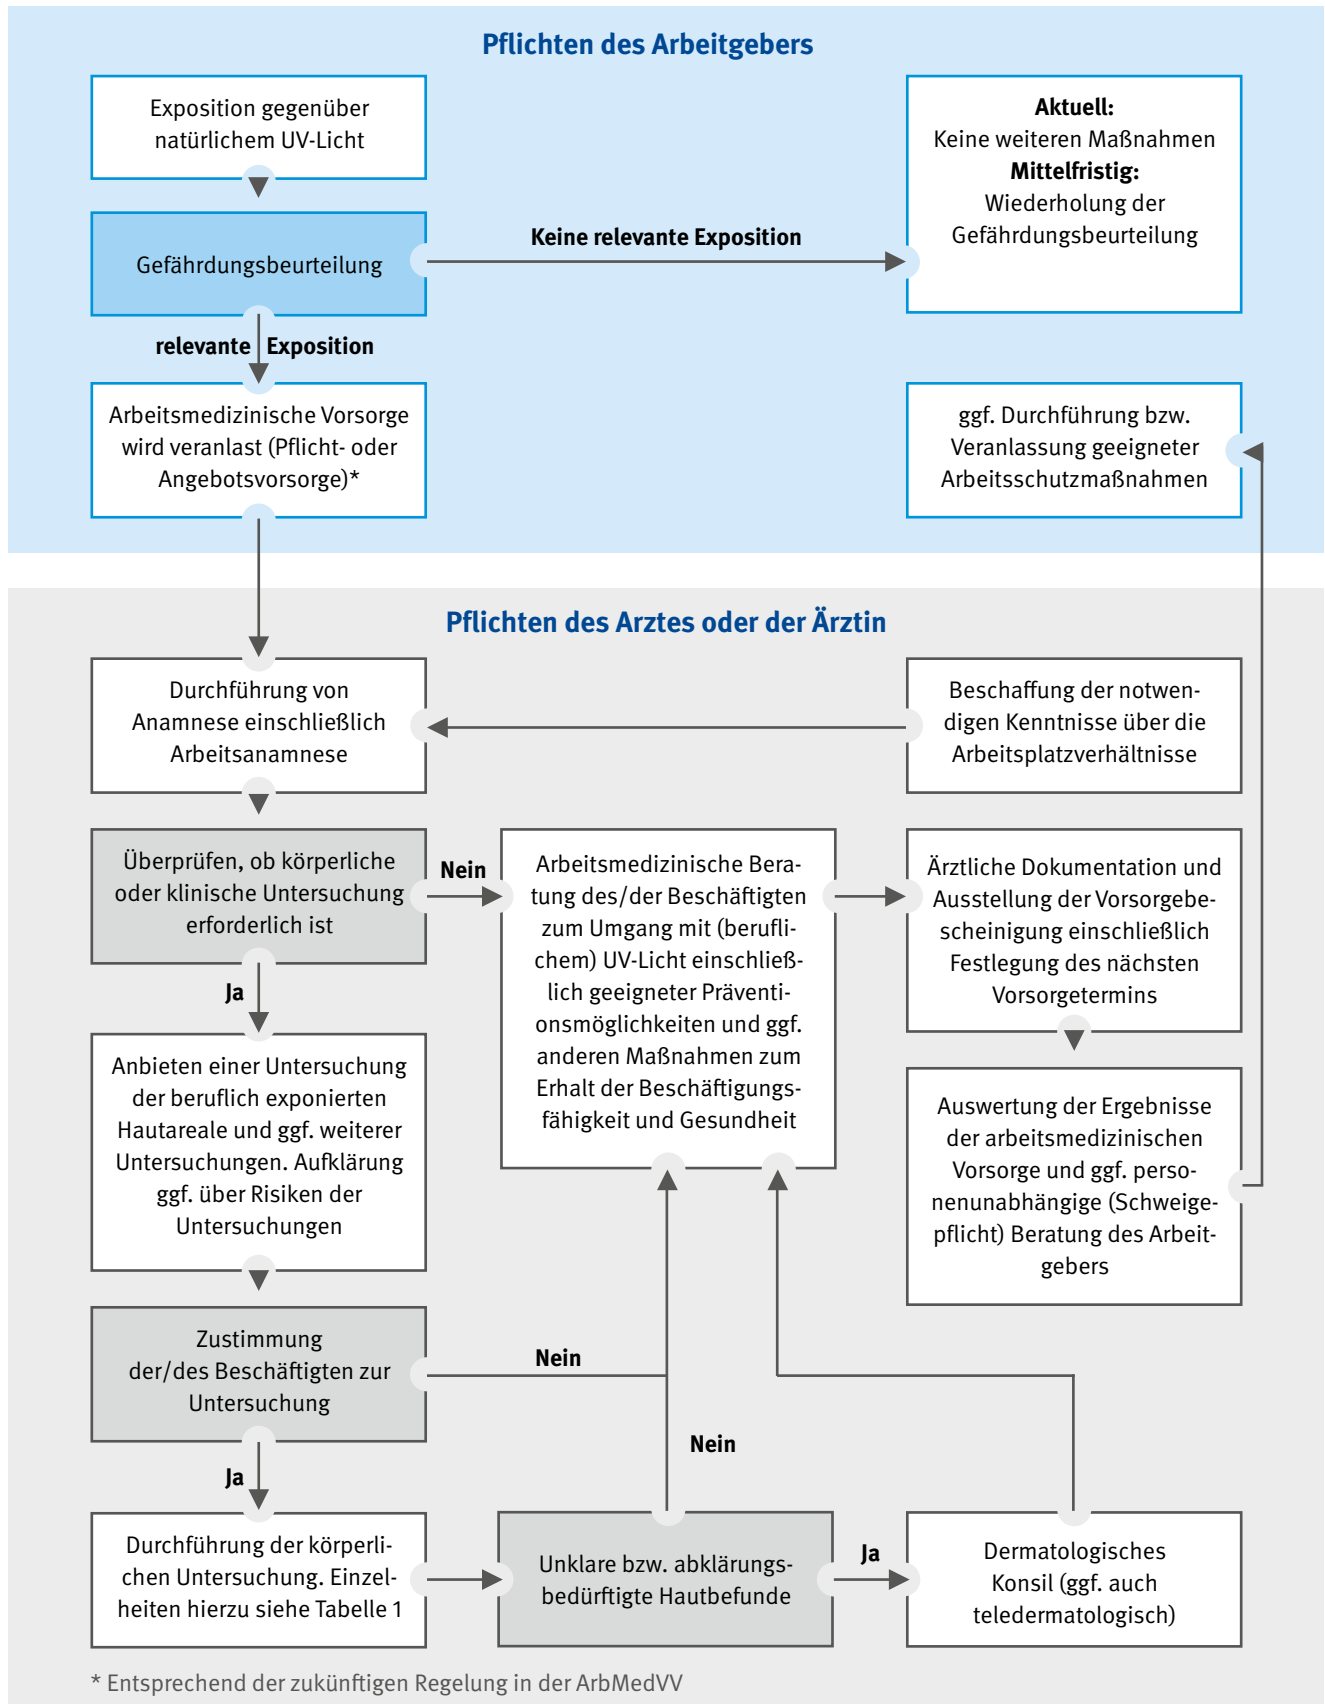 Pflichten des Arbeitgebers
Exposition gegenüber
natürlichem UV-Licht
Aktuell:
Keine weiteren Maßnahmen
Mittelfristig:
Wiederholung der
Gefährdungsbeurteilung
Keine relevante Exposition
Gefährdungsbeurteilung
relevante Exposition
Arbeitsmedizinische Vorsorge
wird veranlast (Pflicht- oder
Angebotsvorsorge)*
ggf. Durchführung bzw.
Veranlassung geeigneter
Arbeitsschutzmaßnahmen
Pflichten des Arztes oder der Ärztin
Durchführung von
Anamnese einschließlich
Arbeitsanamnese
Beschaffung der notwen-
digen Kenntnisse über die
Arbeitsplatzverhältnisse
Überprüfen, ob körperliche
oder klinische Untersuchung
erforderlich ist
Nein
Arbeitsmedizinische Bera-
tung des/der Beschäftigten
zum Umgang mit (berufli-
chem) UV-Licht einschließ-
lich geeigneter Präventi-
onsmöglichkeiten und ggf.
anderen Maßnahmen zum
Erhalt der Beschäftigungs-
fähigkeit und Gesundheit
Ärztliche Dokumentation und
Ausstellung der Vorsorgebe-
scheinigung einschließlich
Festlegung des nächsten
Vorsorgetermins
Ja
Anbieten einer Untersuchung
der beruflich exponierten
Hautareale und ggf. weiterer
Untersuchungen. Aufklärung
ggf. über Risiken der
Untersuchungen
Auswertung der Ergebnisse
der arbeitsmedizinischen
Vorsorge und ggf. perso-
nenunabhängige (Schweige-
pflicht) Beratung des Arbeit-
gebers
Zustimmung
der/des Beschäftigten zur
Untersuchung
Nein
Nein
Ja
Durchführung der körperli-
chen Untersuchung. Einzel-
heiten hierzu siehe Tabelle 1
Unklare bzw. abklärungs-
bedürftigte Hautbefunde
Ja
Dermatologisches
Konsil (ggf. auch
teledermatologisch)
* Entsprechend der zukünftigen Regelung in der ArbMedVV